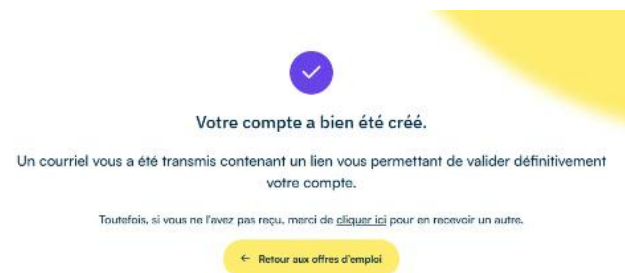 Votre compte a bien été créé.
Un courriel vous a été transmis contenant un lien vous permettant de valider définitivement
votre compte.
Toutefois, si vous ne l'avez pas reçu, merci de cliquer ici pour en recevoir un autre.
← Retour aux offres d'emploi